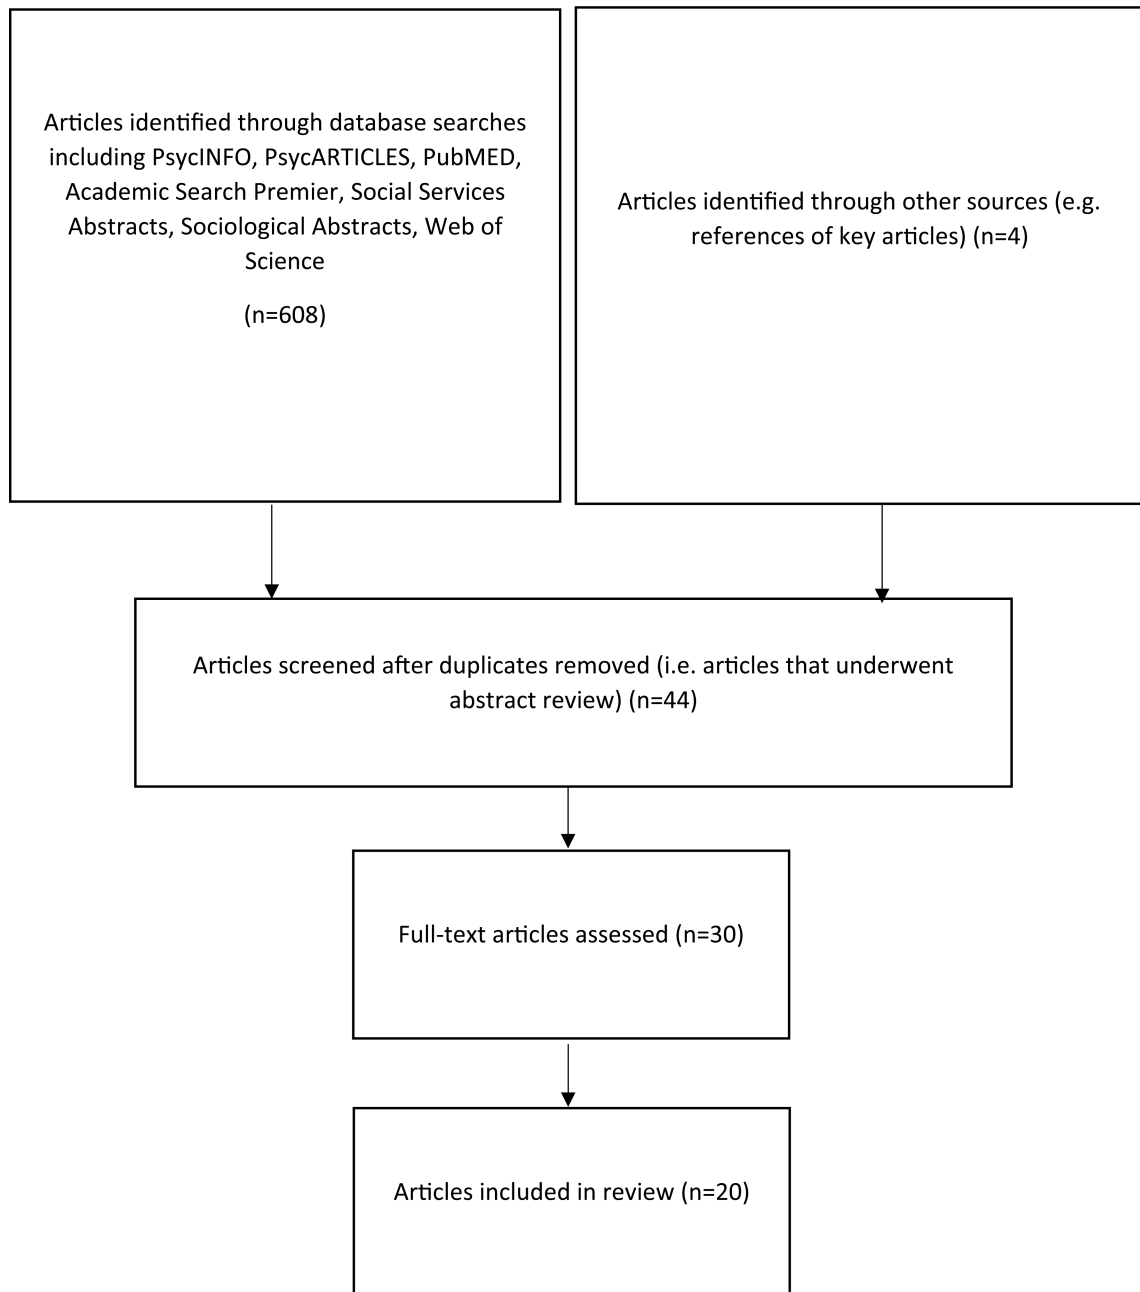 Articles identified through database searches
including PsycINFO, PsycARTICLES, PubMED,
Academic Search Premier, Social Services
Abstracts, Sociological Abstracts, Web of
Science
(n=608)
Articles identified through other sources (e.g.
references of key articles) (n=4)
Articles screened after duplicates removed (i.e. articles that underwent
abstract review) (n=44)
Full-text articles assessed (n=30)
Articles included in review (n=20)